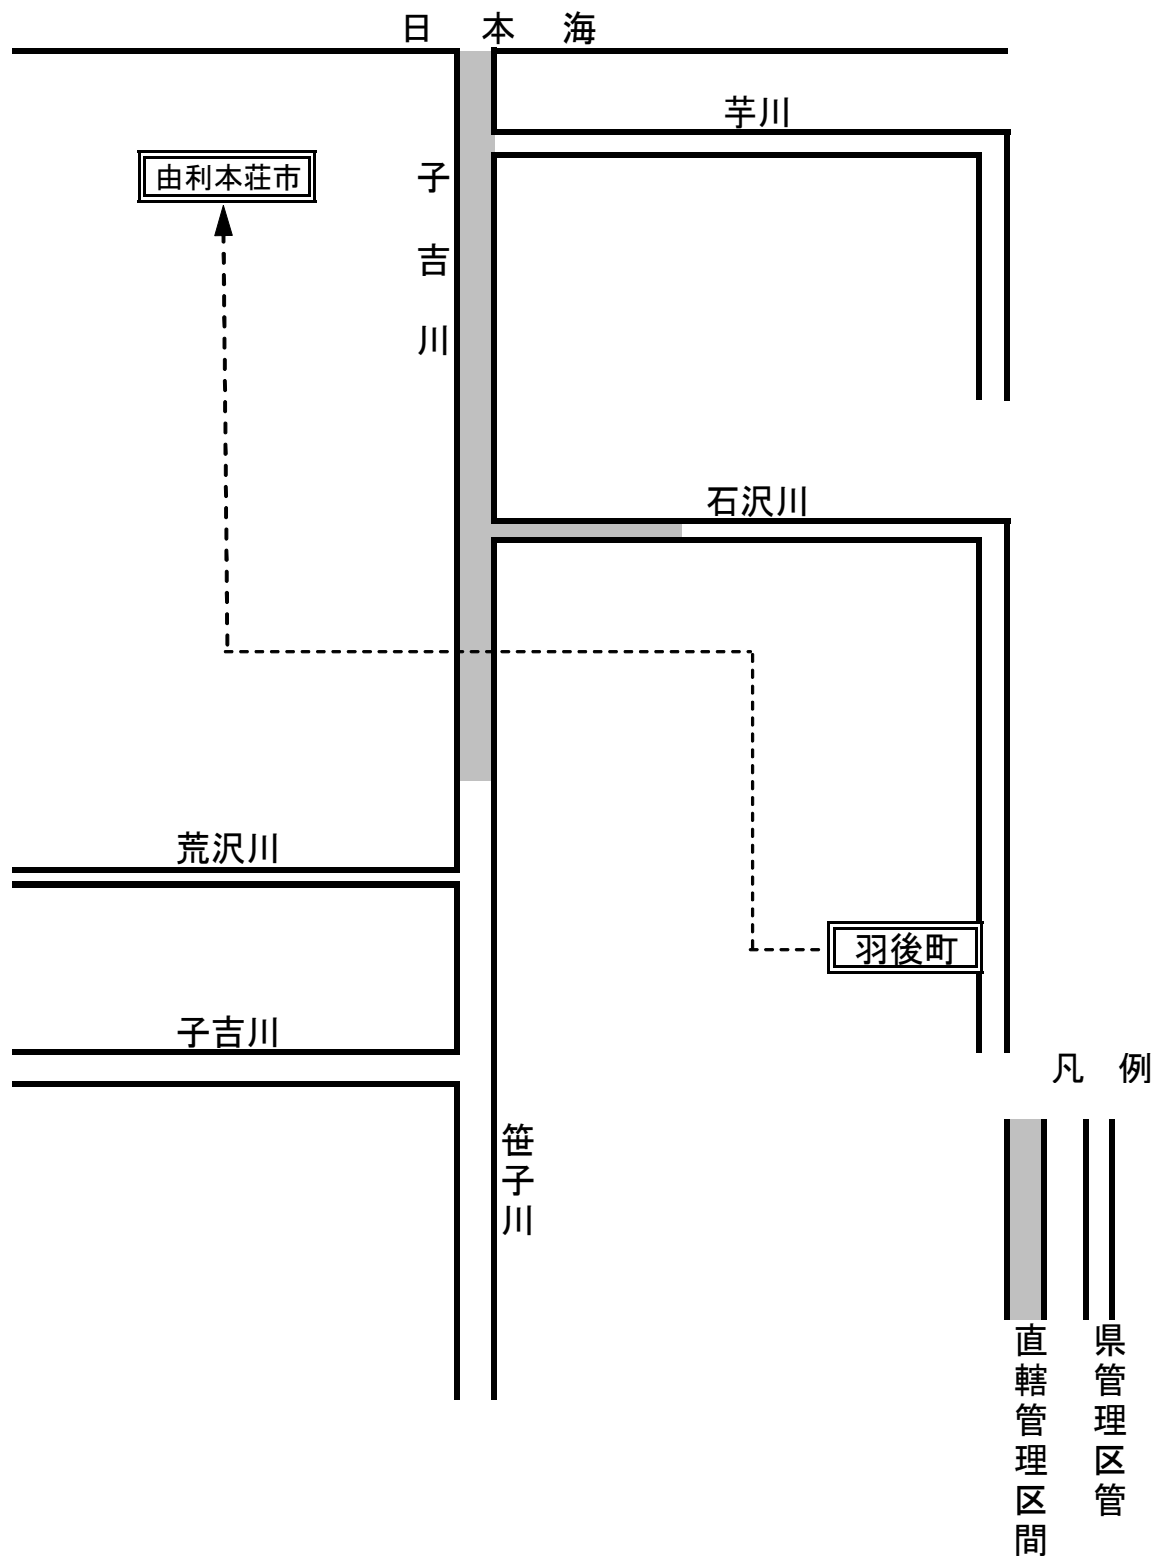 日本海
芋川
由利本荘市
子吉川
石沢川
荒沢川
羽後町
子吉川
凡例
笹子川
直轄管理区間
県管理区管